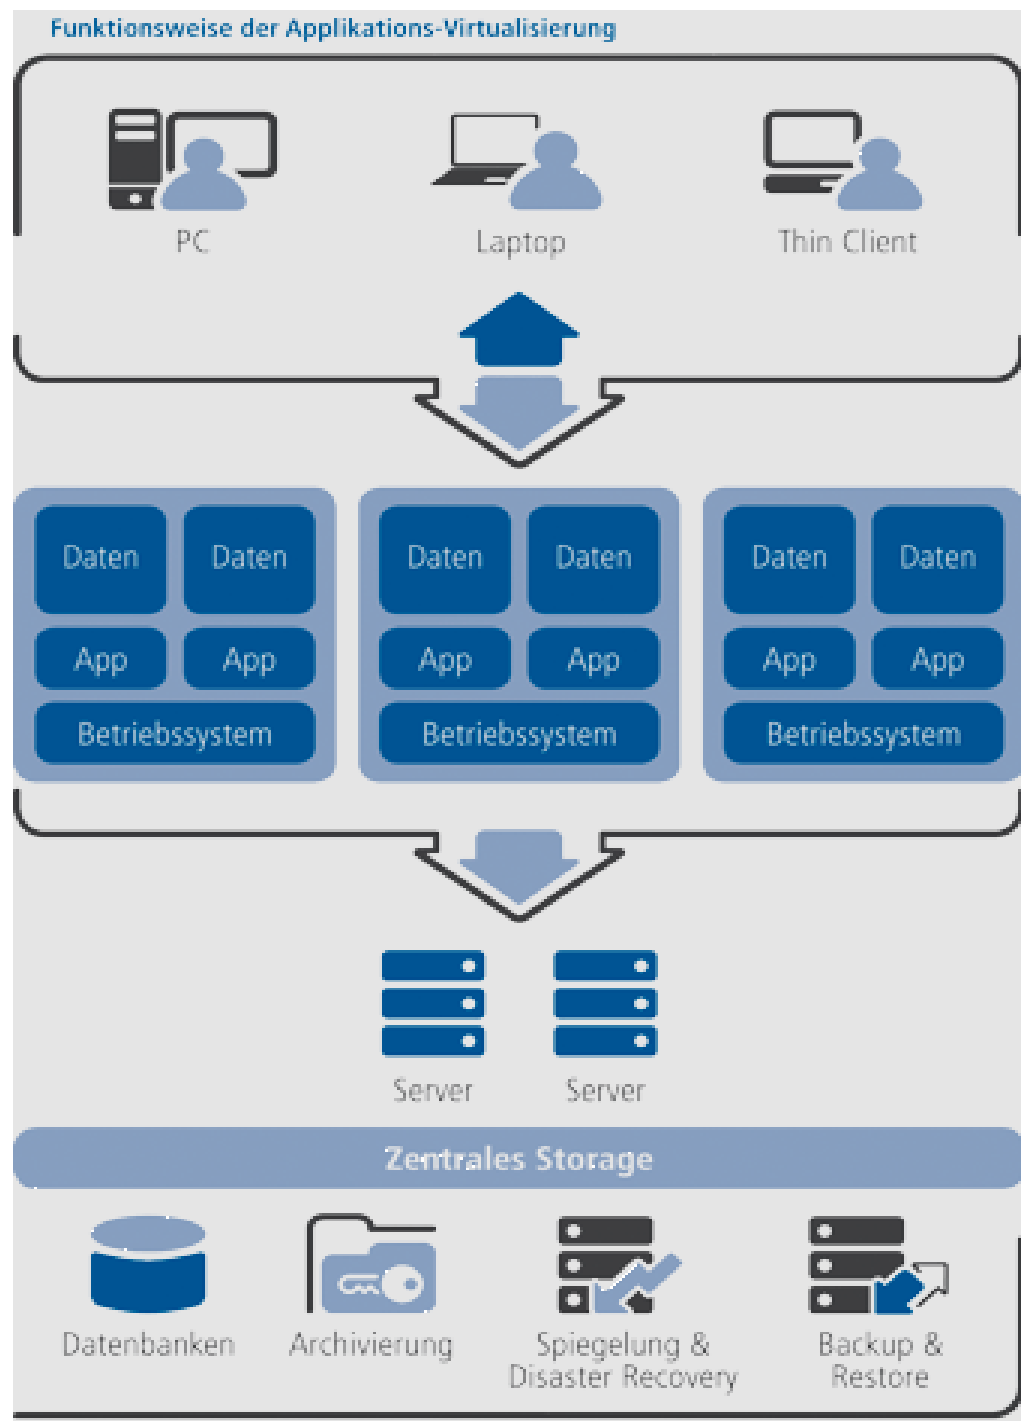 Funktionsweise der Applikations-Virtualisierung
PC
Laptop
Thin Client
Daten Daten Daten Daten Daten Daten
App App App App App App
Betriebssystem Betriebssystem Betriebssystem
Server Server
Zentrales Storage
Datenbanken
Archivierung
Spiegelung &
Disaster Recovery
Backup &
Restore